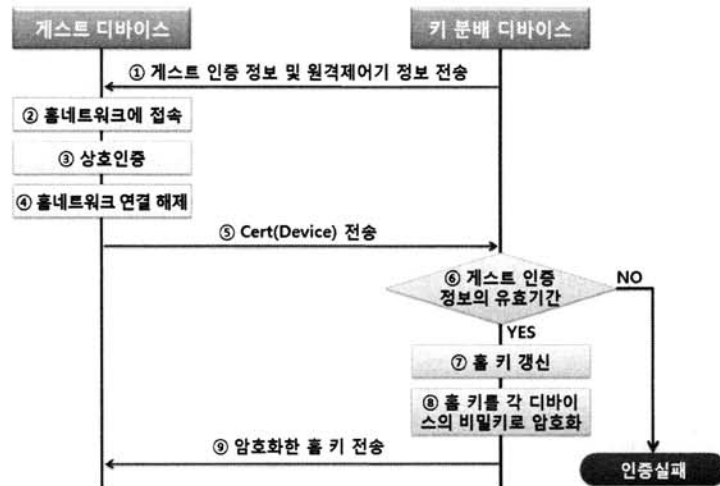 게스트 디바이스
키 분배 디바이스
① 게스트 인증 정보 및 원격제어기 정보 전송
② 홈네트워크에 접속
③ 상호인증
④ 홈네트워크 연결 해제
⑤ Cert(Device) 전송
⑥ 게스트 인증
정보의 유효기간
NO
YES
⑦ 홈 키 갱신
⑧ 홈 키를 각 디바이
스의 비밀키로 암호화
⑨ 암호화한 홈 키 전송
인증실패